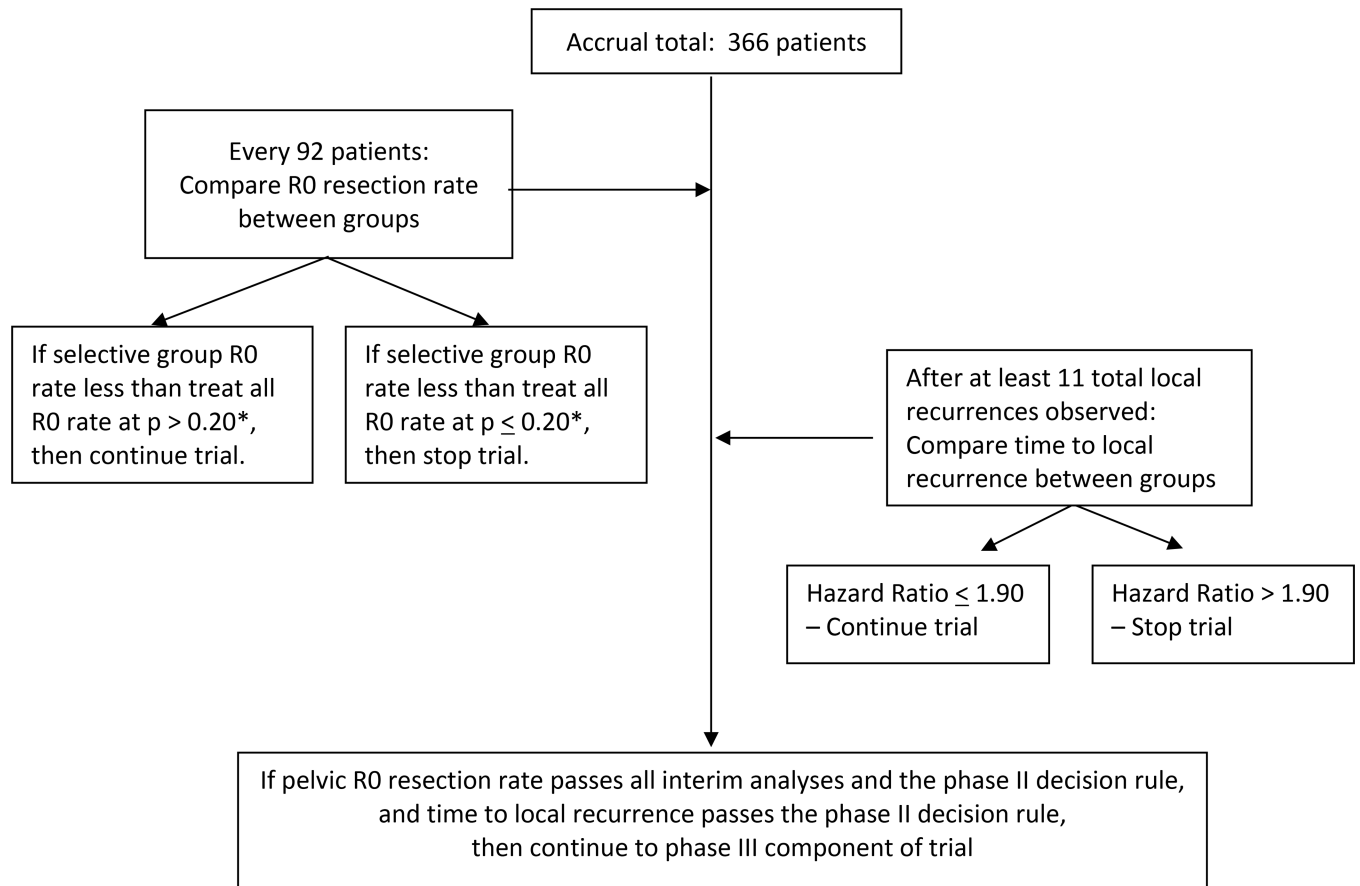 Accrual total:  366 patients
Every 92 patients:
Compare R0 resection rate
between groups
If selective group R0
rate less than treat all
R0 rate at p > 0.20*,
then continue trial.
If selective group R0
rate less than treat all
R0 rate at p < 0.20*,
then stop trial.
After at least 11 total local
recurrences observed:
Compare time to local
recurrence between groups
Hazard Ratio < 1.90
– Continue trial
Hazard Ratio > 1.90
– Stop trial
If pelvic R0 resection rate passes all interim analyses and the phase II decision rule,
and time to local recurrence passes the phase II decision rule,
then continue to phase III component of trial